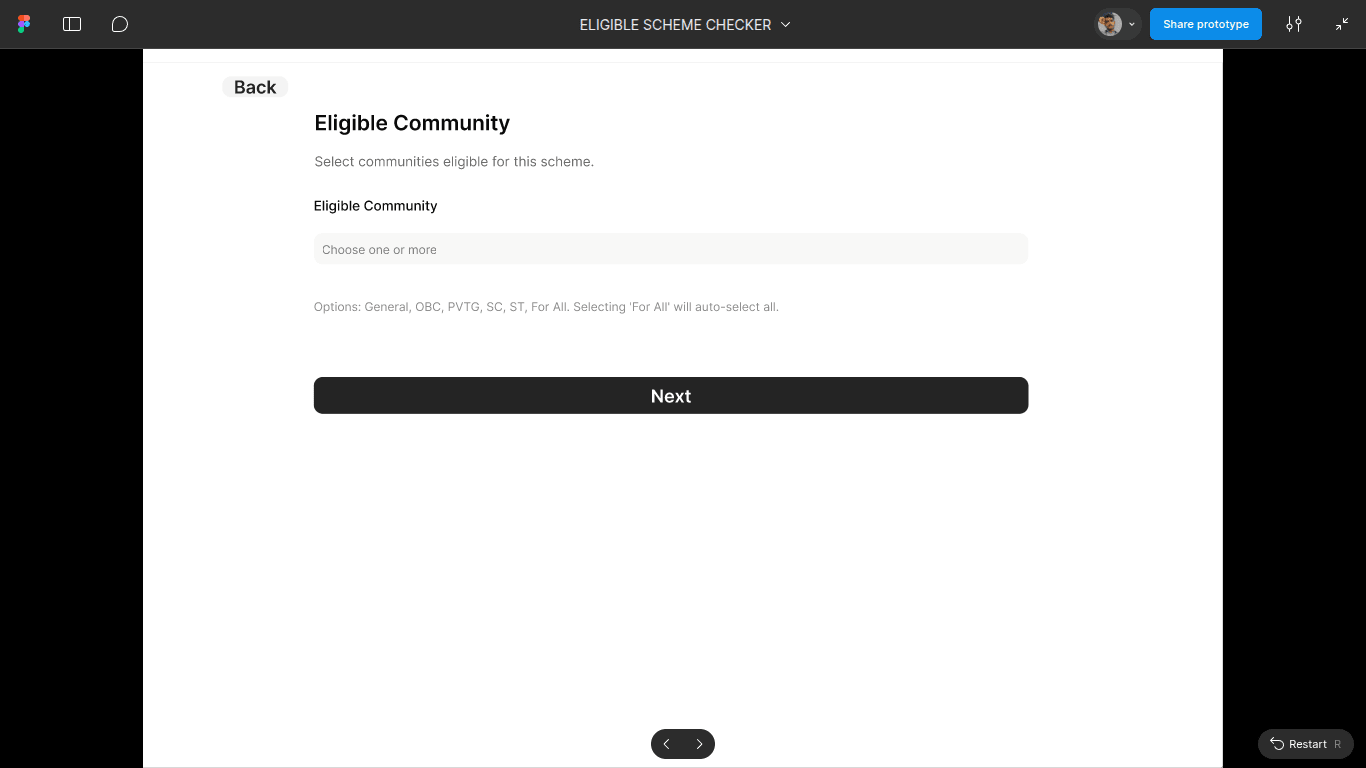 ELIGIBLE SCHEME CHECKER
Share prototype
Back
Eligible Community
Select communities eligible for this scheme.
Eligible Community
Choose one or more
Options: General, OBC, PVTG, SC, ST, For All. Selecting 'For All' will auto-select all.
Next
Restart R